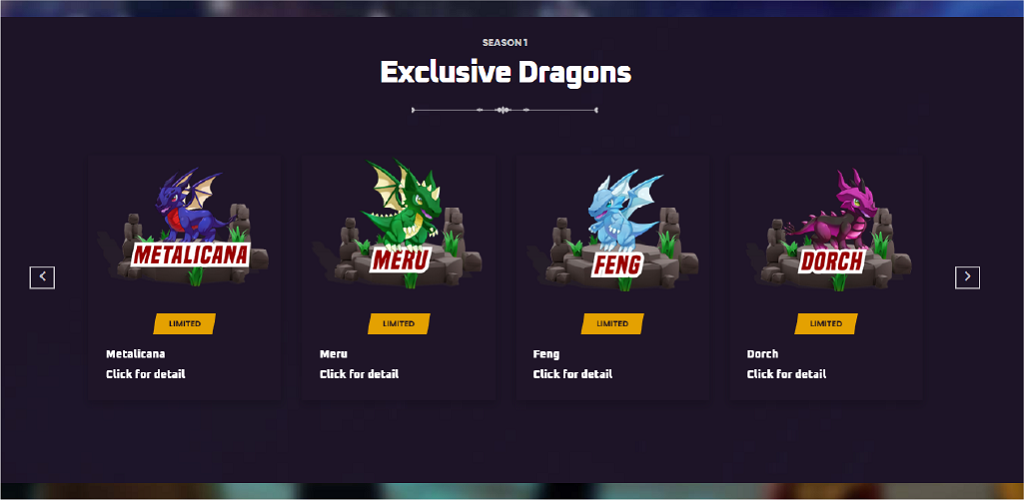 SEASON 1
Exclusive Dragons
METALICANA
MERU
FENG
DORCH
LIMITED
LIMITED
LIMITED
LIMITED
Metalicana
Meru
Feng
Dorch
Click for detail
Click for detail
Click for detail
Click for detail